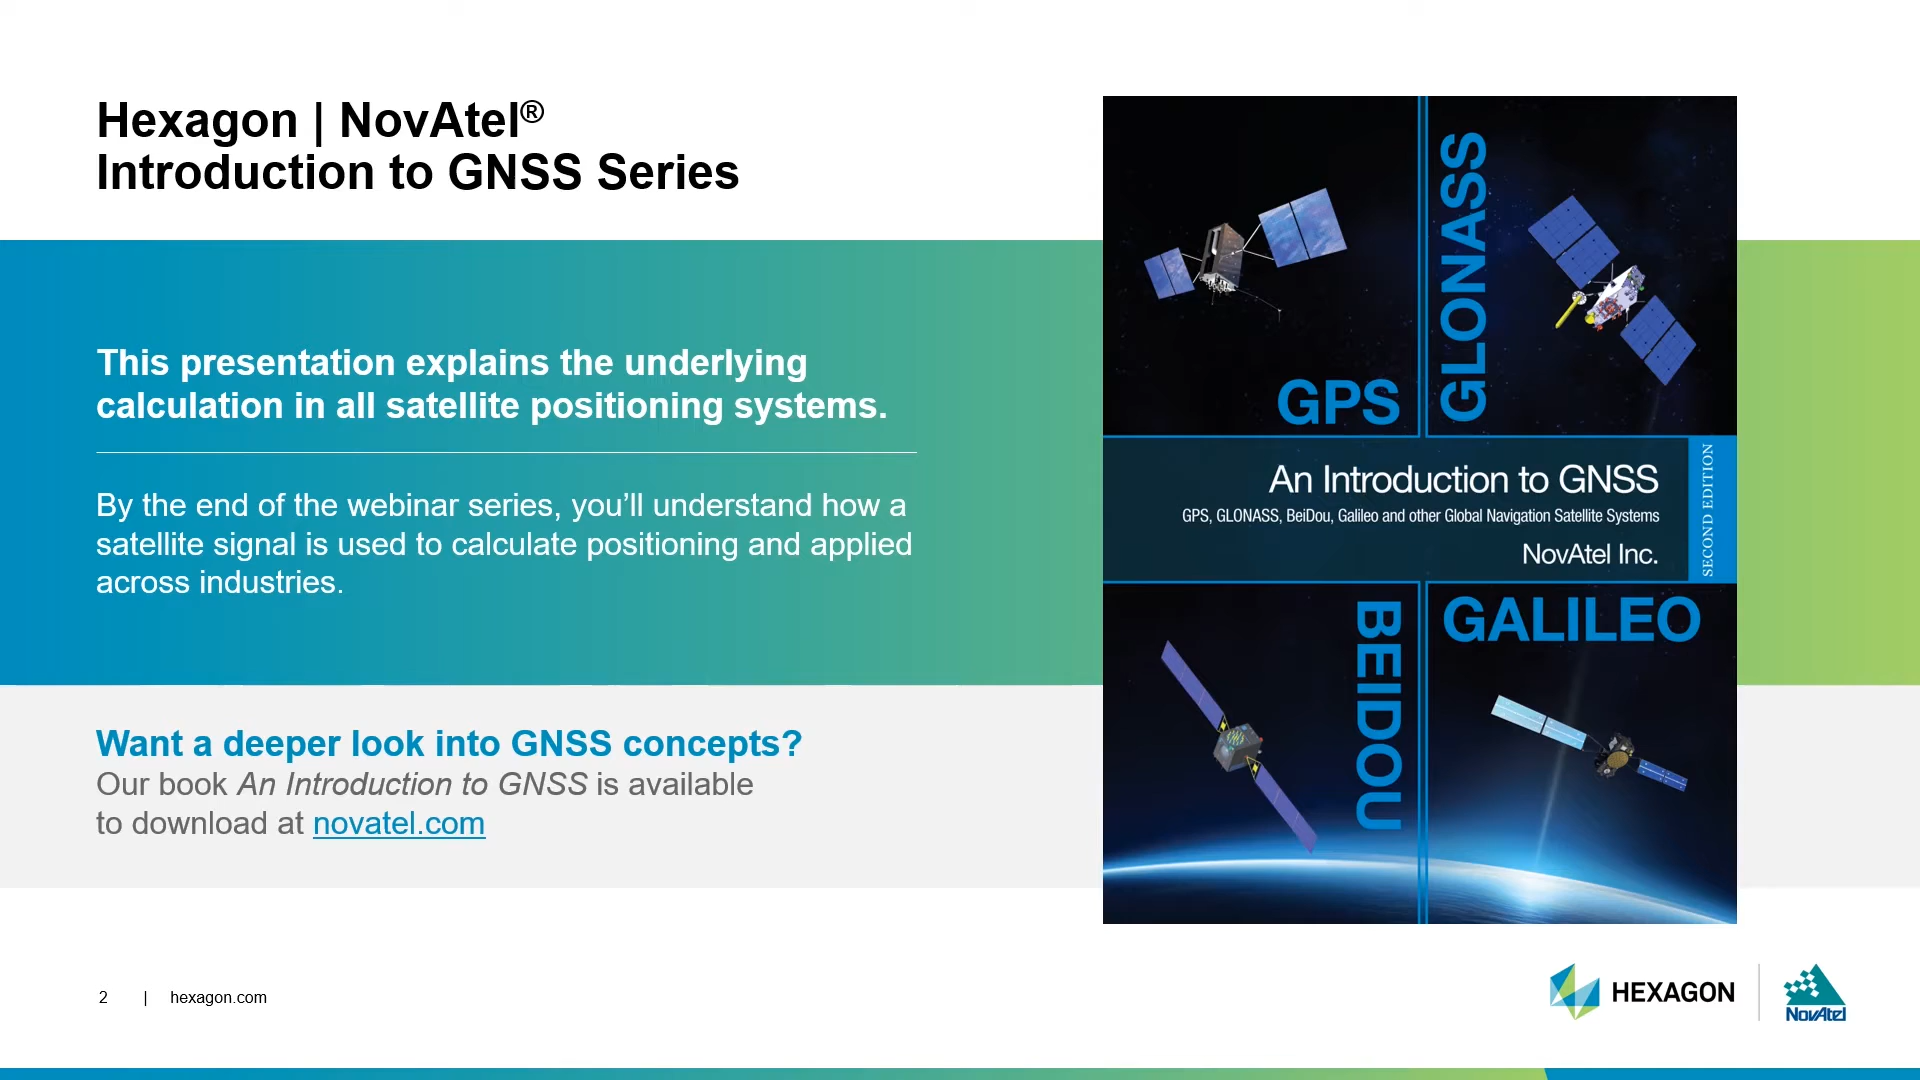 Hexagon | NovAtel®
Introduction to GNSS Series
This presentation explains the underlying
calculation in all satellite positioning systems.
By the end of the webinar series, you’ll understand how a
satellite signal is used to calculate positioning and applied
across industries.
Want a deeper look into GNSS concepts?
Our book An Introduction to GNSS is available
to download at novatel.com
GPS
GLONASS
An Introduction to GNSS
GPS, GLONASS, BeiDou, Galileo and other Global Navigation Satellite Systems
NovAtel Inc.
SECOND EDITION
BEIDOU
GALILEO
2 | hexagon.com
HEXAGON
NovAtel